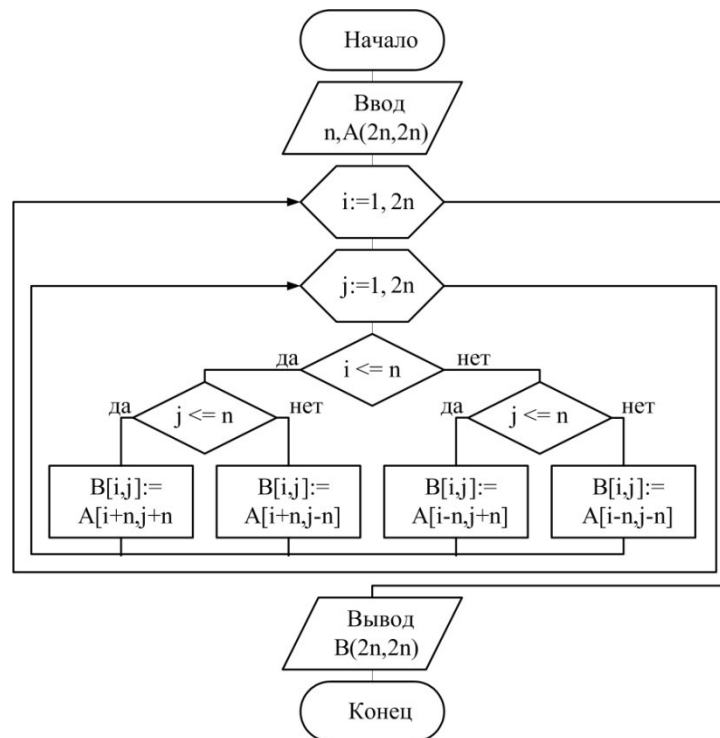 Начало
Ввод
n,A(2n,2n)
i:=1, 2n
j:=1, 2n
да
i <= n
нет
да
j <= n
нет
да
j <= n
нет
B[i,j]:=
A[i+n,j+n
B[i,j]:=
A[i+n,j-n]
B[i,j]:=
A[i-n,j+n]
B[i,j]:=
A[i-n,j-n]
Вывод
B(2n,2n)
Конец